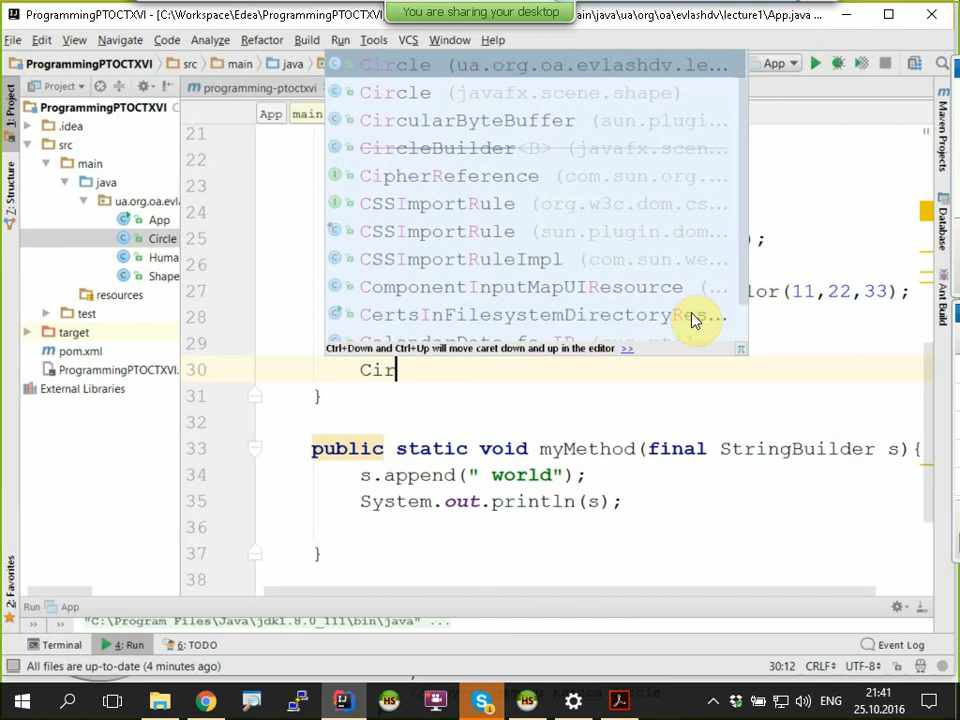 You are sharing your desktop
ProgrammingPTOCTXVI - [C:\Workspace\Edea\ProgrammingPTOCTXVI ain\java\ua\org\oa\evlashdv\lecture1\App.java ...
File Edit View Navigate Code Analyze Refactor Build Run Tools VCS Window Help
ProgrammingPTOCTXVI src main java App
Project programming-ptoctxvi
App main
1: Project
Z: Structure
2: Favorites
Maven Projects
Database
Ant Build
ProgrammingPTOCTXVI C
.idea
src
main
java
ua.org.oa.evl
App
Circle
Huma
Shape
resources
test
target
pom.xml
ProgrammingPTOCTXVI.
External Libraries
Circle (ua.org.oa.evlashdv.le...
Circle (javafx.scene.shape)
CircularByteBuffer (sun.plugi...
CircleBuilder<B> (javafx.scen...
CipherReference (com.sun.org...
CSSImportRule (org.w3c.dom.cs...
CSSImportRule (sun.plugin.dom...
CSSImportRuleImpl (com.sun.we...
ComponentInputMapUIResource (...
CertsInFilesystemDirectoryRes...
Ctrl+Down and Ctrl+Up will move caret down and up in the editor >> π
21
22
23
24
25 );
26
27 lor(11,22,33);
28
29
30 Cir
31 }
32
33 public static void myMethod(final StringBuilder s){
34 s.append(" world");
35 System.out.println(s);
36
37 }
38
Run App
>> >> "C:\Program Files\Java\jdk1.8.0_111\bin\java" ...
Terminal 4: Run 6: TODO Event Log
All files are up-to-date (4 minutes ago) 30:12 CRLF UTF-8
ENG 21:41
25.10.2016